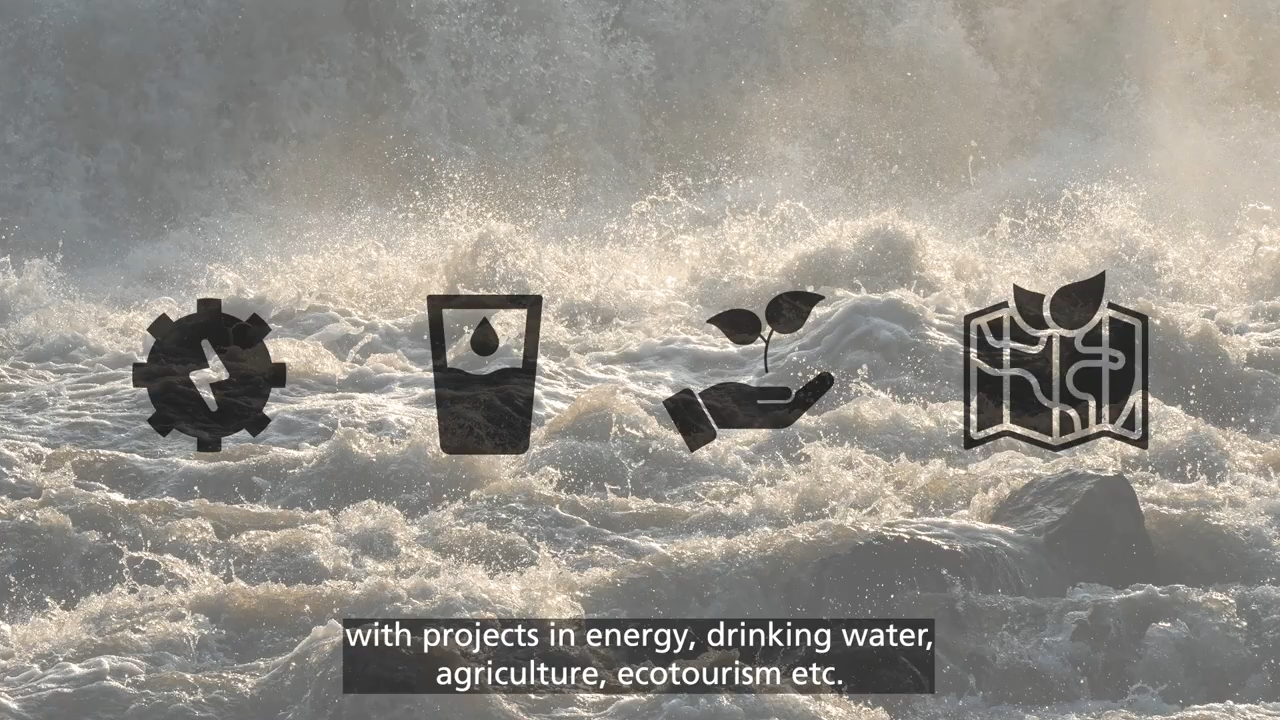 with projects in energy, drinking water,
agriculture, ecotourism etc.